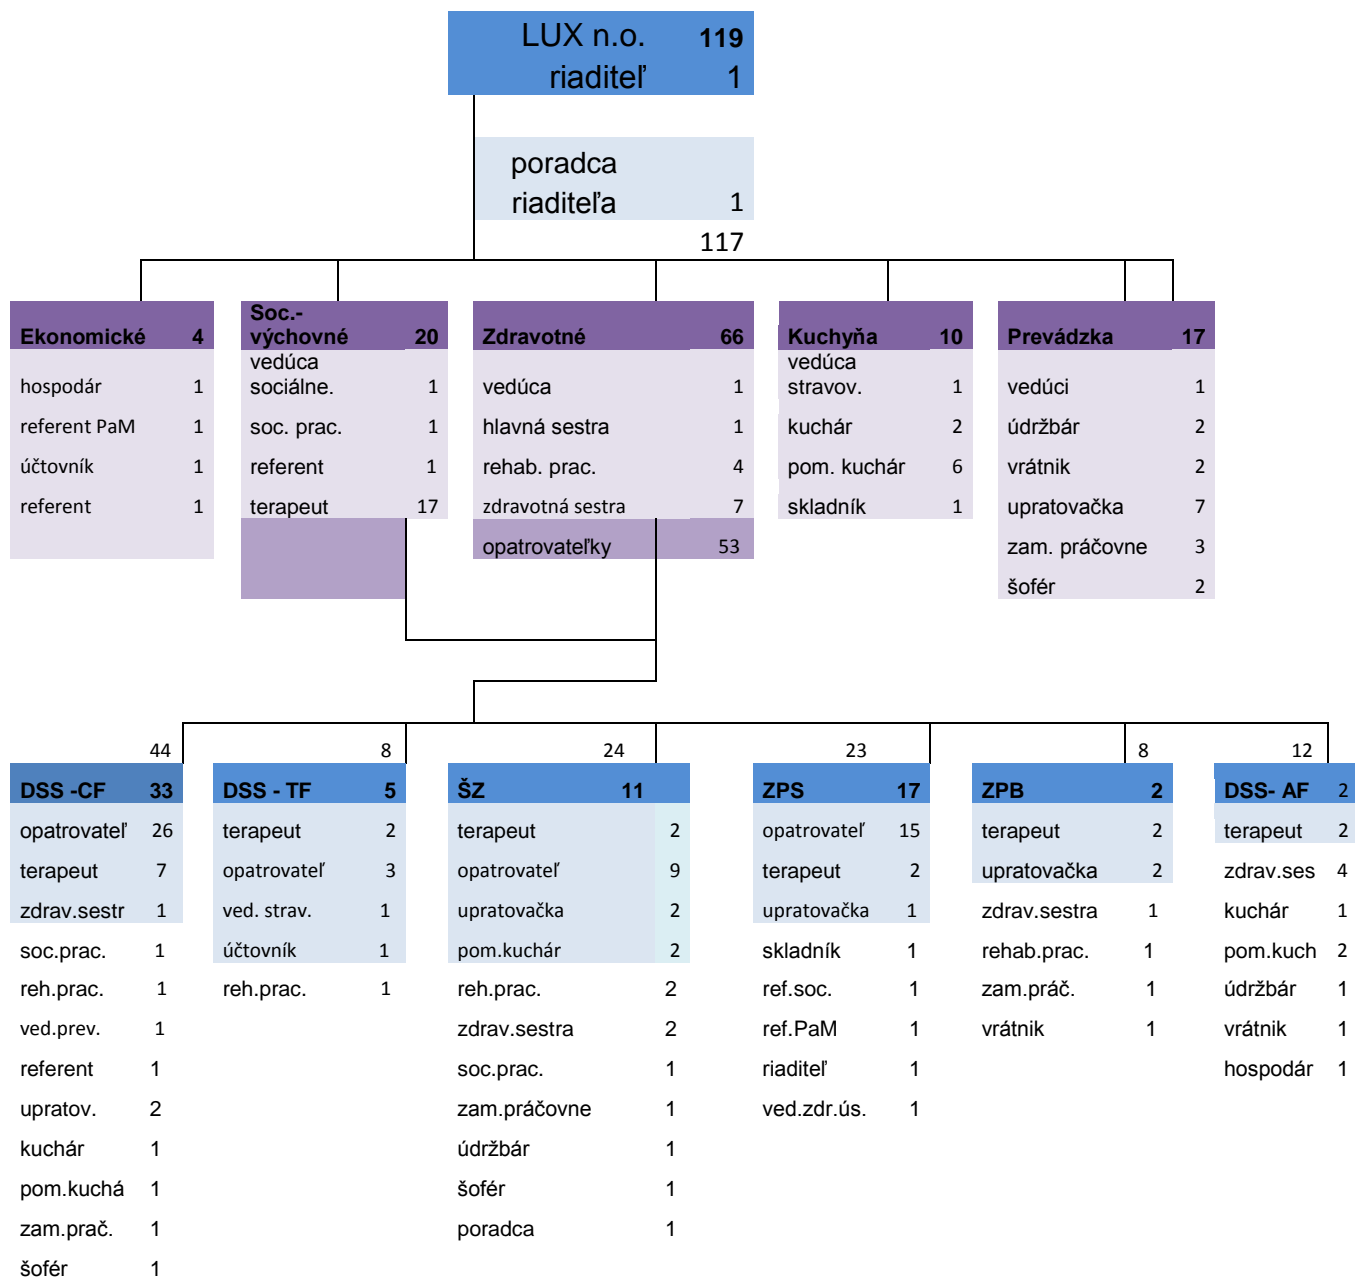 LUX n.o. 119
riaditeľ 1
poradca
riaditeľa 1
117
Ekonomické 4
hospodár 1
referent PaM 1
účtovník 1
referent 1
Soc.-
výchovné 20
vedúca
sociálne. 1
soc. prac. 1
referent 1
terapeut 17
Zdravotné 66
vedúca 1
hlavná sestra 1
rehab. prac. 4
zdravotná sestra 7
opatrovateľky 53
Kuchyňa 10
vedúca
stravov. 1
kuchár 2
pom. kuchár 6
skladník 1
Prevádzka 17
vedúci 1
údržbár 2
vrátnik 2
upratovačka 7
zam. práčovne 3
šofér 2
44
DSS -CF 33
opatrovateľ 26
terapeut 7
zdrav.sestr 1
soc.prac. 1
reh.prac. 1
ved.prev. 1
referent 1
upratov. 2
kuchár 1
pom.kuchá 1
zam.prač. 1
šofér 1
8
DSS - TF 5
terapeut 2
opatrovateľ 3
ved. strav. 1
účtovník 1
reh.prac. 1
24
ŠZ 11
terapeut 2
opatrovateľ 9
upratovačka 2
pom.kuchár 2
reh.prac. 2
zdrav.sestra 2
soc.prac. 1
zam.práčovne 1
údržbár 1
šofér 1
poradca 1
23
ZPS 17
opatrovateľ 15
terapeut 2
upratovačka 1
skladník 1
ref.soc. 1
ref.PaM 1
riaditeľ 1
ved.zdr.ús. 1
8
ZPB 2
terapeut 2
upratovačka 2
zdrav.sestra 1
rehab.prac. 1
zam.práč. 1
vrátnik 1
12
DSS- AF 2
terapeut 2
zdrav.ses 4
kuchár 1
pom.kuch 2
údržbár 1
vrátnik 1
hospodár 1